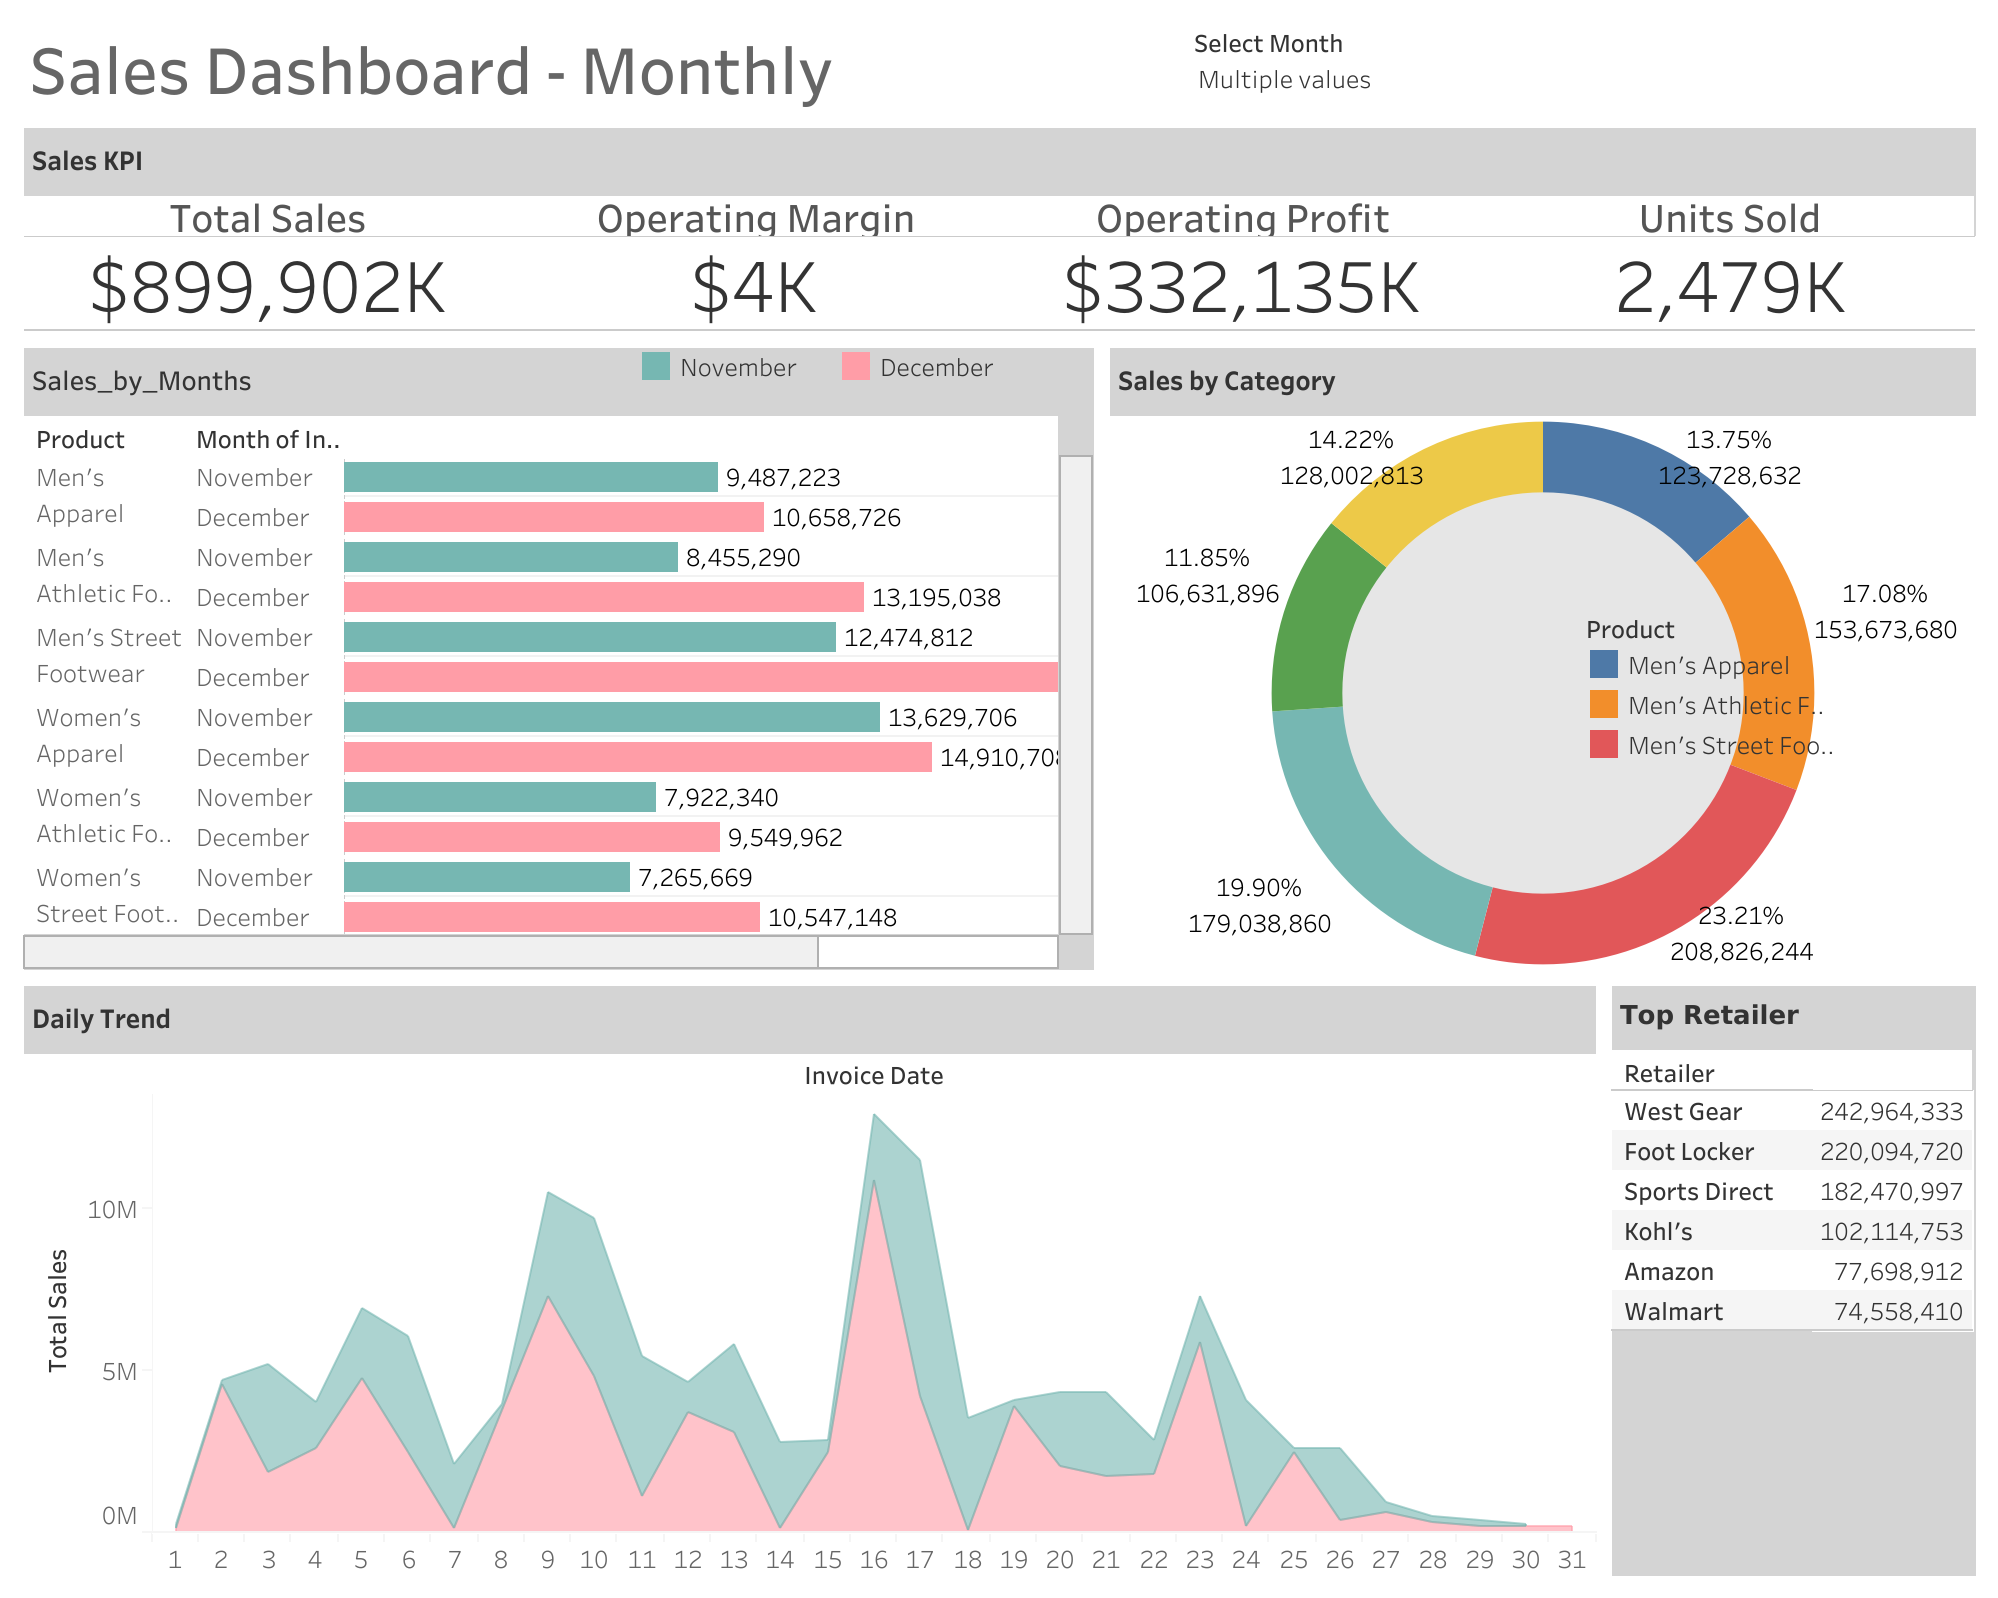 Sales Dashboard - Monthly
Select Month
Multiple values
Sales KPI
Total Sales
Operating Margin
Operating Profit
Units Sold
$899,902K
$4K
$332,135K
2,479K
Sales_by_Months
November
December
Product
Month of In..
Men's
Apparel
November
9,487,223
December
10,658,726
Men's
Athletic Fo..
November
8,455,290
December
13,195,038
Men's Street
Footwear
November
12,474,812
December
Women's
Apparel
November
13,629,706
December
14,910,708
Women's
Athletic Fo..
November
7,922,340
December
9,549,962
Women's
Street Foot..
November
7,265,669
December
10,547,148
Sales by Category
14.22%
128,002,813
13.75%
123,728,632
11.85%
106,631,896
17.08%
153,673,680
Product
Men's Apparel
Men's Athletic F..
Men's Street Foo..
19.90%
179,038,860
23.21%
208,826,244
Daily Trend
Invoice Date
Total Sales
10M
5M
0M
1 2 3 4 5 6 7 8 9 10 11 12 13 14 15 16 17 18 19 20 21 22 23 24 25 26 27 28 29 30 31
Top Retailer
Retailer
West Gear 242,964,333
Foot Locker 220,094,720
Sports Direct 182,470,997
Kohl's 102,114,753
Amazon 77,698,912
Walmart 74,558,410